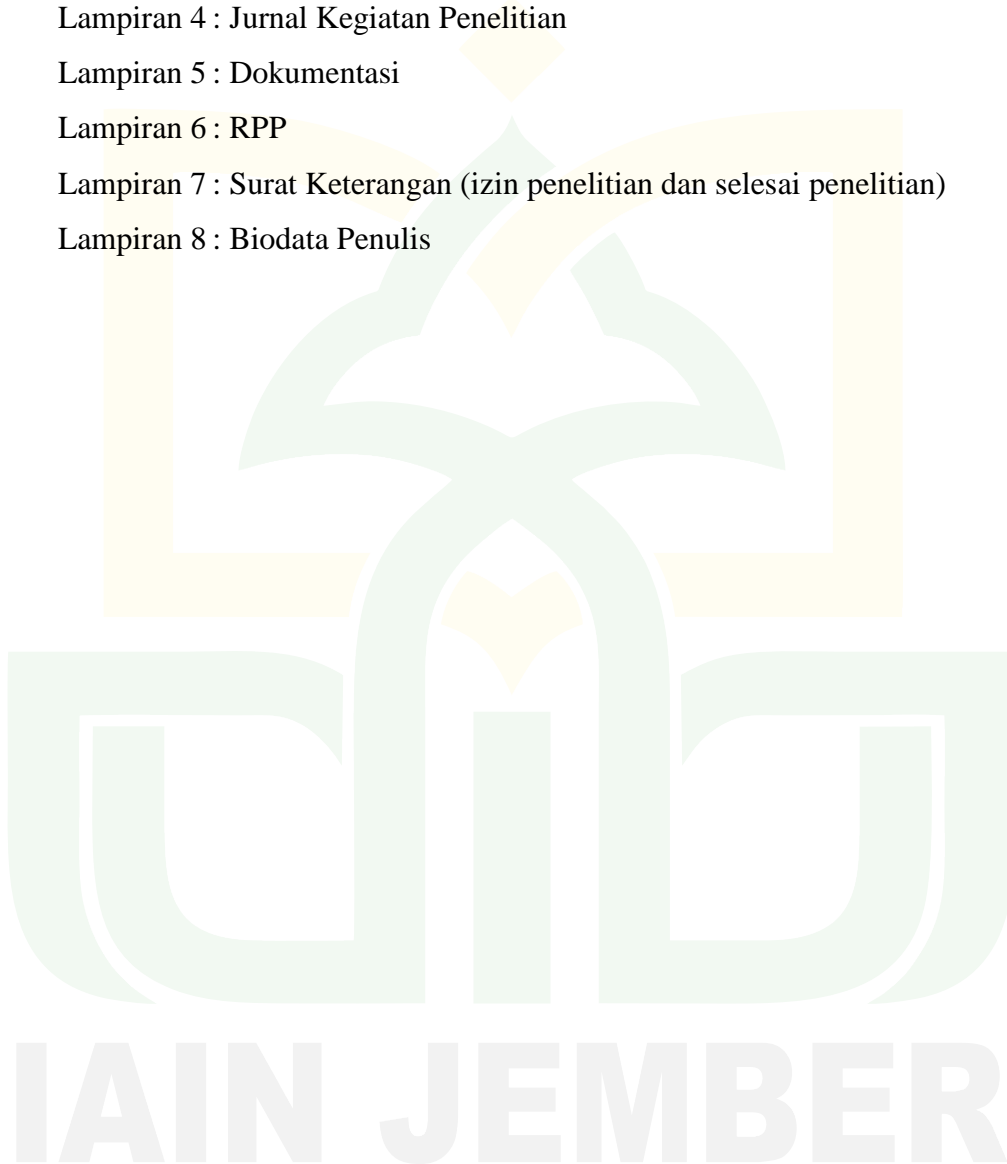 Lampiran 4 : Jurnal Kegiatan Penelitian
Lampiran 5 : Dokumentasi
Lampiran 6 : RPP
Lampiran 7 : Surat Keterangan (izin penelitian dan selesai penelitian)
Lampiran 8 : Biodata Penulis
IAIN JEMBER